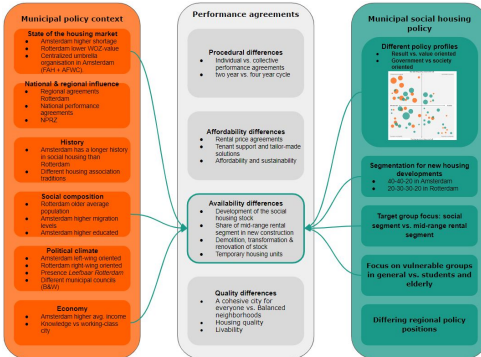 Municipal policy context
State of the housing market
Amsterdam higher shortage
Rotterdam lower WOZ-value
Centralized umbrella
organisation in Amsterdam
(FAH + AFWC)
National & regional influence
Regional agreements
Rotterdam
National performance
agreements
NPRZ
History
Amsterdam has a longer history
in social housing than
Rotterdam
Different housing association
traditions
Social composition
Rotterdam older average
population
Amsterdam higher migration
levels
Amsterdam higher educated
Political climate
Amsterdam left-wing oriented
Rotterdam right-wing oriented
Presence Leefbaar Rotterdam
Different municipal councils
(B&W)
Economy
Amsterdam higher avg. income
Knowledge vs working-class
city
Performance agreements
Procedural differences
Individual vs. collective
performance agreements
two year vs. four year cycle
Affordability differences
Rental price agreements
Tenant support and tailor-made
solutions
Affordability and sustainability
Availability differences
Development of the social
housing stock
Share of mid-range rental
segment in new construction
Demolition, transformation &
renovation of stock
Temporary housing units
Quality differences
A cohesive city for
everyone vs. Balanced
neighborhoods
Housing quality
Livability
Municipal social housing
policy
Different policy profiles
Result vs. value oriented
Government vs society
oriented
Segmentation for new housing
developments
40-40-20 in Amsterdam
20-30-30-20 in Rotterdam
Target group focus: social
segment vs. mid-range rental
segment
Focus on vulnerable groups
in general vs. students and
elderly
Differing regional policy
positions